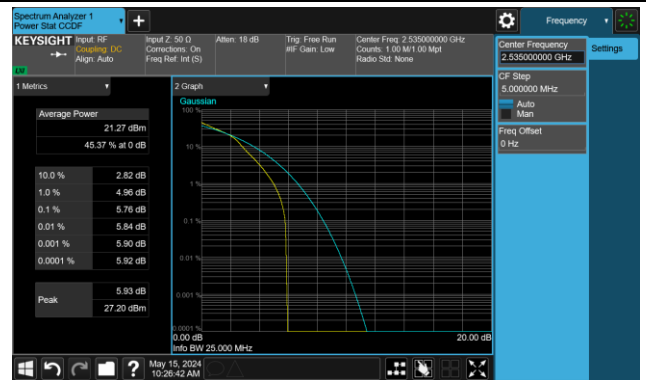 Spectrum Analyzer 1
Power Stat CCDF
Frequency
KEYSIGHT
Input: RF
Coupling: DC
Align: Auto
Input Z: 50 Ω
Corrections: On
Freq Ref: Int (S)
Atten: 18 dB
Trig: Free Run
#IF Gain: Low
Center Freq: 2.535000000 GHz
Counts: 1.00 M/1.00 Mpt
Radio Std: None
LW
Center Frequency
2.535000000 GHz
Settings
CF Step
5.000000 MHz
Auto
Man
Freq Offset
0 Hz
1 Metrics
Average Power
21.27 dBm
45.37 % at 0 dB
10.0 % 2.82 dB
1.0 % 4.96 dB
0.1 % 5.76 dB
0.01 % 5.84 dB
0.001 % 5.90 dB
0.0001 % 5.92 dB
Peak
5.93 dB
27.20 dBm
2 Graph
Gaussian
100 %
10 %
1 %
0.1 %
0.01 %
0.001 %
0.0001 %
0.00 dB
20.00 dB
Info BW 25.000 MHz
?
May 15, 2024
10:26:42 AM